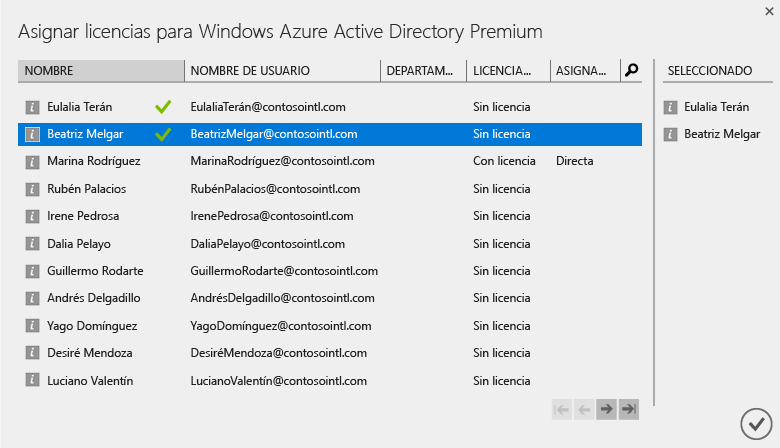 Asignar licencias para Windows Azure Active Directory Premium
NOMBRE NOMBRE DE USUARIO DEPARTAM... LICENCIA... ASIGNA... SELECCIONADO
Eulalia Terán EulaliaTerán@contosointl.com Sin licencia Eulalia Terán
Beatriz Melgar BeatrizMelgar@contosointl.com Sin licencia Beatriz Melgar
Marina Rodríguez MarinaRodríguez@contosointl.com Con licencia Directa
Rubén Palacios RubénPalacios@contosointl.com Sin licencia
Irene Pedrosa IrenePedrosa@contosointl.com Sin licencia
Dalia Pelayo DaliaPelayo@contosointl.com Sin licencia
Guillermo Rodarte GuillermoRodarte@contosointl.com Sin licencia
Andrés Delgadillo AndrésDelgadillo@contosointl.com Sin licencia
Yago Domínguez YagoDomínguez@contosointl.com Sin licencia
Desiré Mendoza DesiréMendoza@contosointl.com Sin licencia
Luciano Valentín LucianoValentín@contosointl.com Sin licencia